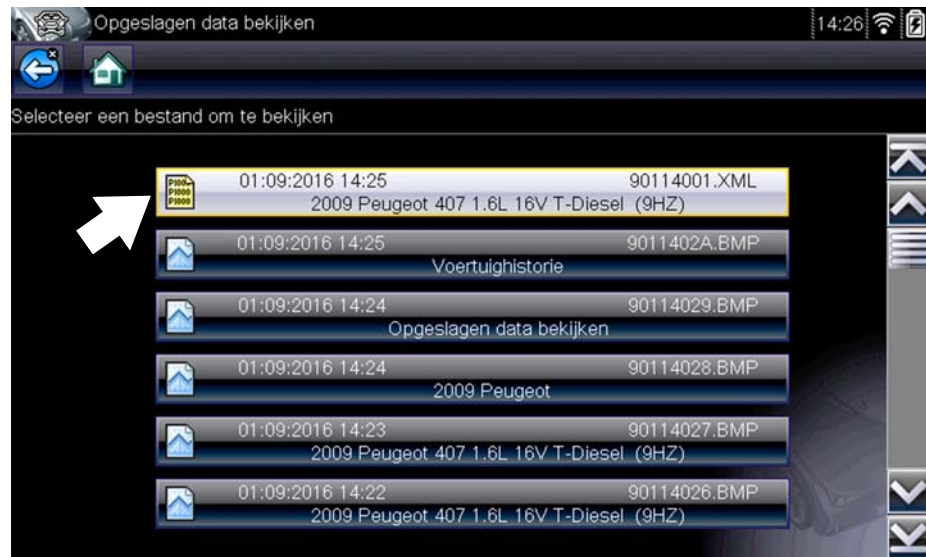 Opgeslagen data bekijken 14:26
Selecteer een bestand om te bekijken
P100
P1000
P1000
01:09:2016 14:25 90114001.XML
2009 Peugeot 407 1.6L 16V T-Diesel (9HZ)
01:09:2016 14:25 9011402A.BMP
Voertuighistorie
01:09:2016 14:24 90114029.BMP
Opgeslagen data bekijken
01:09:2016 14:24 90114028.BMP
2009 Peugeot
01:09:2016 14:23 90114027.BMP
2009 Peugeot 407 1.6L 16V T-Diesel (9HZ)
01:09:2016 14:22 90114026.BMP
2009 Peugeot 407 1.6L 16V T-Diesel (9HZ)